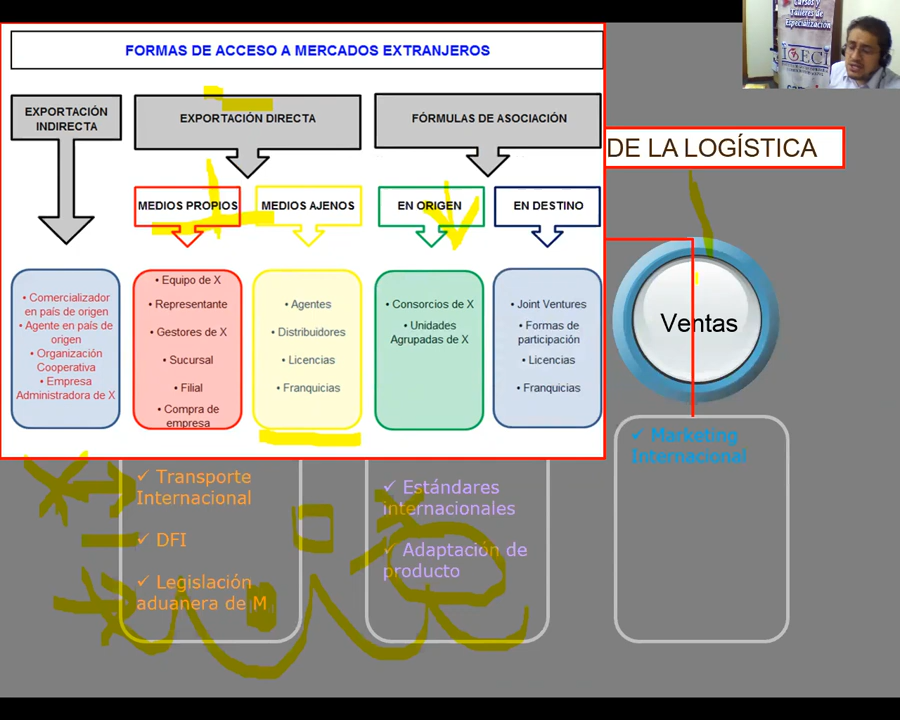 FORMAS DE ACCESO A MERCADOS EXTRANJEROS
EXPORTACIÓN
INDIRECTA
EXPORTACIÓN DIRECTA
FÓRMULAS DE ASOCIACIÓN
MEDIOS PROPIOS
MEDIOS AJENOS
EN ORIGEN
EN DESTINO
• Comercializador
en país de origen
• Agente en país de
origen
• Organización
Cooperativa
• Empresa
Administradora de X
• Equipo de X
• Representante
• Gestores de X
• Sucursal
• Filial
• Compra de
empresa
• Agentes
• Distribuidores
• Licencias
• Franquicias
• Consorcios de X
• Unidades
Agrupadas de X
• Joint Ventures
• Formas de
participación
• Licencias
• Franquicias
Cursos y
Talleres de
Especialización
DE LA LOGÍSTICA
Ventas
✓ Transporte
Internacional
✓ DFI
✓ Legislación
aduanera de M
✓ Estándares
internacionales
✓ Adaptación de
producto
✓ Marketing
Internacional